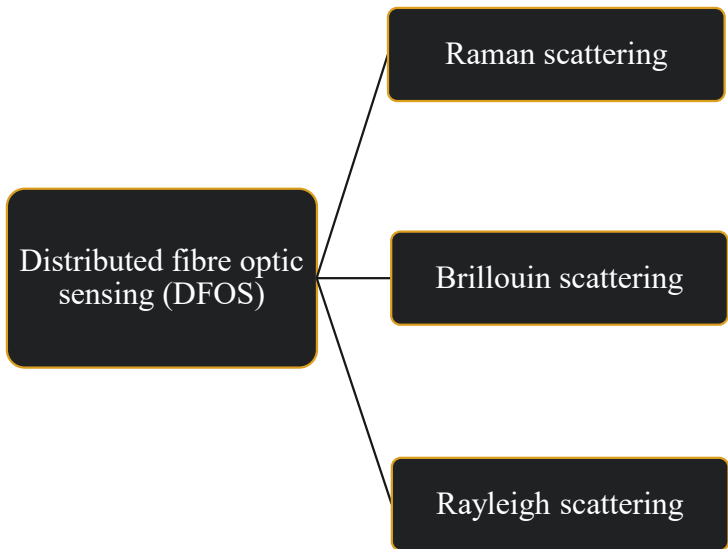 Raman scattering
Distributed fibre optic
sensing (DFOS)
Brillouin scattering
Rayleigh scattering